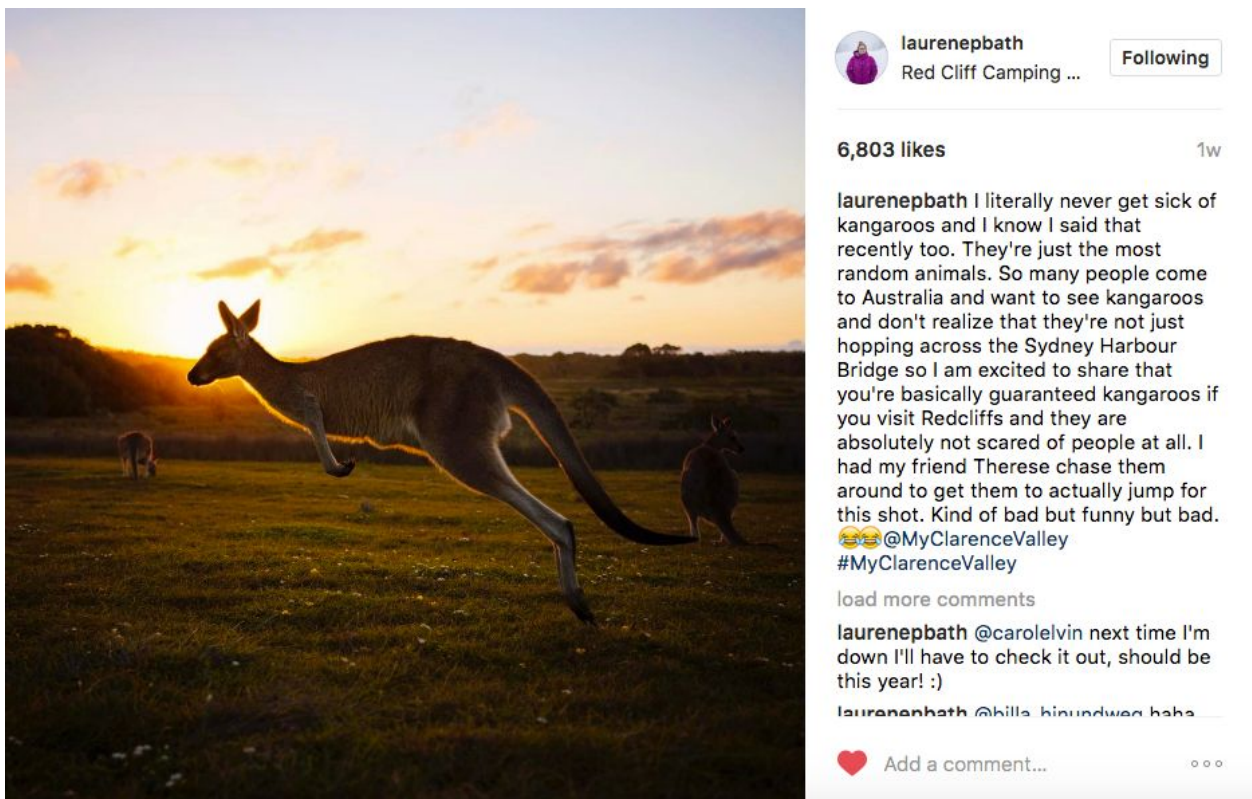 laurenepbath
Red Cliff Camping ...
Following
6,803 likes
1w
laurenepbath I literally never get sick of
kangaroos and I know I said that
recently too. They're just the most
random animals. So many people come
to Australia and want to see kangaroos
and don't realize that they're not just
hopping across the Sydney Harbour
Bridge so I am excited to share that
you're basically guaranteed kangaroos if
you visit Redcliffs and they are
absolutely not scared of people at all. I
had my friend Therese chase them
around to get them to actually jump for
this shot. Kind of bad but funny but bad.
😂😂@MyClarenceValley
#MyClarenceValley
load more comments
laurenepbath @carolelvin next time I'm
down I'll have to check it out, should be
this year! :)
laurenepbath @billa_hinundweg haha
Add a comment...